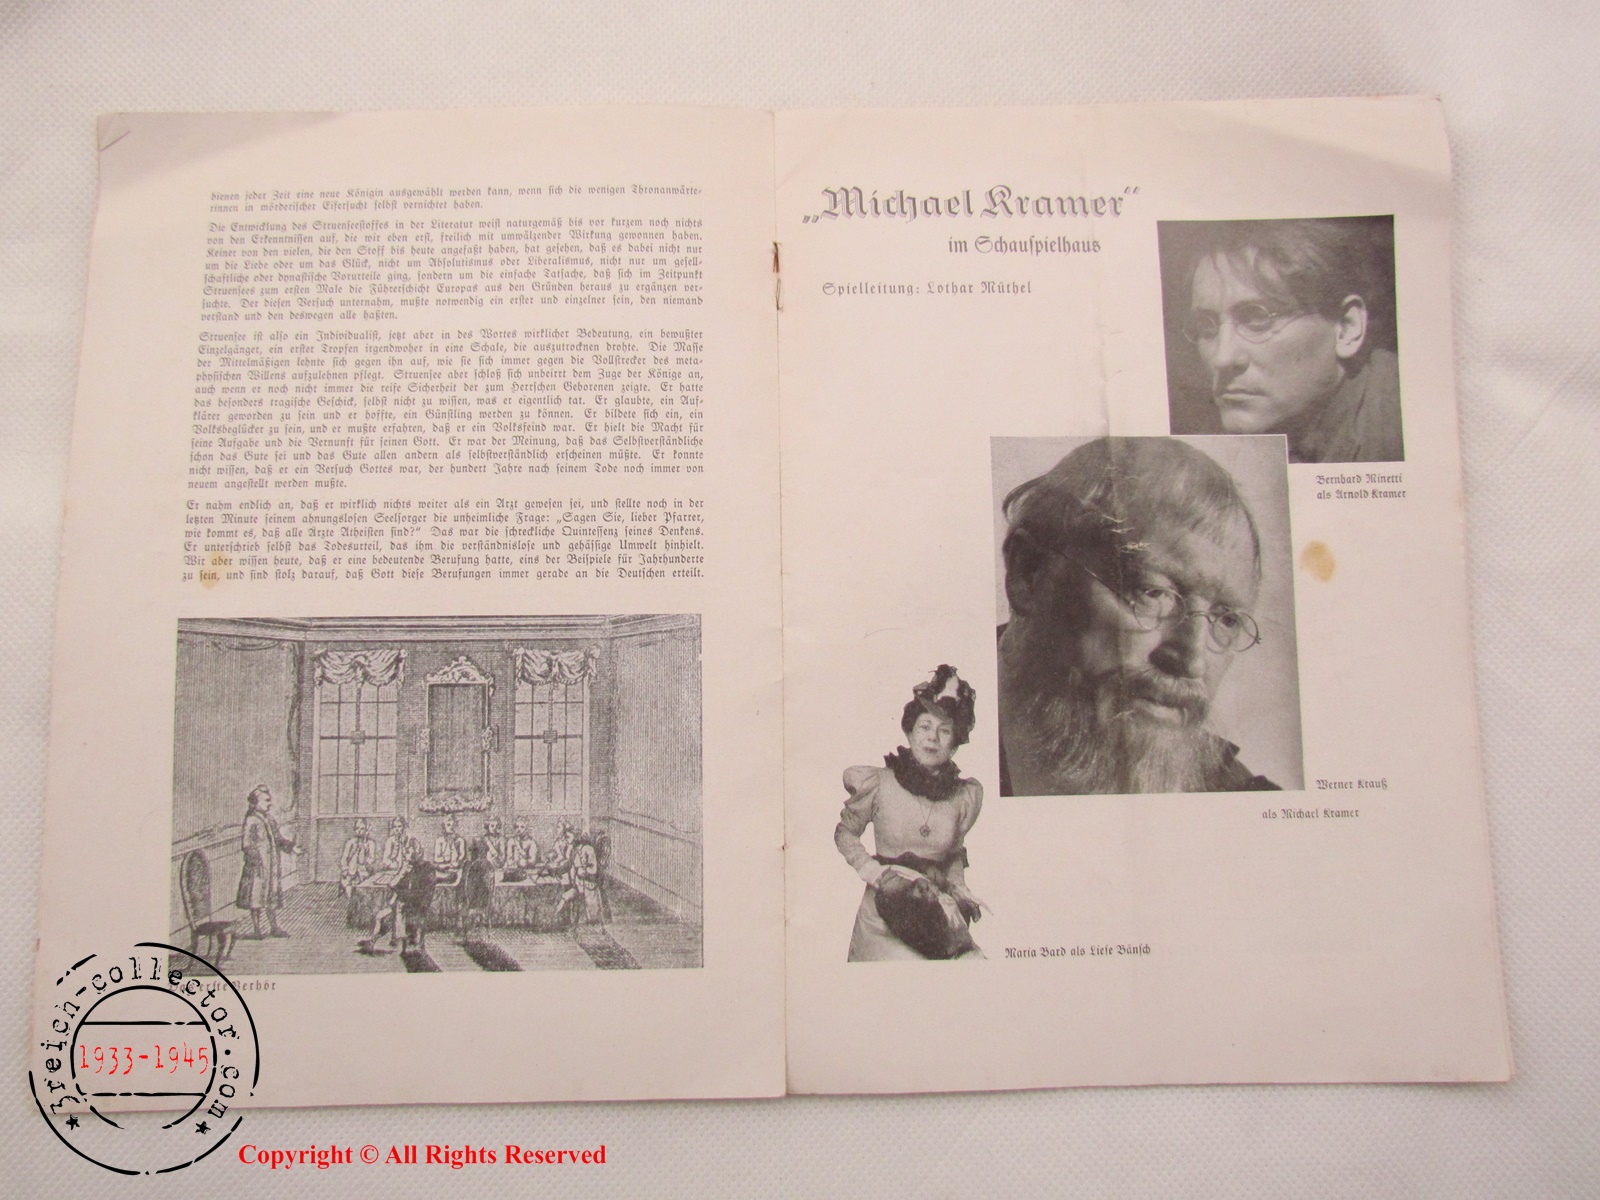 dienen jeder Zeit eine neue Königin ausgewählt werden kann, wenn sich die wenigen Thronanwärte-
rinnen in mörderischer Eifersucht selbst vernichtet haben.
Die Entwicklung des Struenseestoffes in der Literatur weist naturgemäß bis vor kurzem noch nichts
von den Erkenntnissen auf, die wir eben erst, freilich mit umwälzender Wirkung gewonnen haben.
Keiner von den vielen, die den Stoff bis heute angefaßt haben, hat gesehen, daß es dabei nicht nur
um die Liebe oder um das Glück, nicht um Absolutismus oder Liberalismus, nicht nur um gesell-
schaftliche oder dynastische Vorurteile ging, sondern um die einfache Tatsache, daß sich im Zeitpunkt
Struensees zum ersten Male die Führerschicht Europas aus den Gründen heraus zu ergänzen ver-
suchte. Der diesen Versuch unternahm, mußte notwendig ein erster und einzelner sein, den niemand
verstand und den deswegen alle haßten.
Struensee ist also ein Individualist, jetzt aber in des Wortes wirklicher Bedeutung, ein bewußter
Einzelgänger, ein erster Tropfen irgendwoher in eine Schale, die auszutrocknen drohte. Die Masse
der Mittelmäßigen lehnte sich gegen ihn auf, wie sie sich immer gegen die Vollstrecker des meta-
physischen Willens aufzulehnen pflegt. Struensee aber schloß sich unbeirrt dem Zuge der Könige an,
auch wenn er noch nicht immer die reife Sicherheit der zum Herrschen Geborenen zeigte. Er hatte
das besonders tragische Geschick, selbst nicht zu wissen, was er eigentlich tat. Er glaubte, ein Auf-
klärer geworden zu sein und er hoffte, ein Günstling werden zu können. Er bildete sich ein, ein
Volksbeglücker zu sein, und er mußte erfahren, daß er ein Volksfeind war. Er hielt die Macht für
seine Aufgabe und die Vernunft für seinen Gott. Er war der Meinung, daß das Selbstverständliche
schon das Gute sei und das Gute allen andern als selbstverständlich erscheinen müßte. Er konnte
nicht wissen, daß er ein Versuch Gottes war, der hundert Jahre nach seinem Tode noch immer von
neuem angestellt werden mußte.
Er nahm endlich an, daß er wirklich nichts weiter als ein Arzt gewesen sei, und stellte noch in der
letzten Minute seinem ahnungslosen Seelsorger die unheimliche Frage: „Sagen Sie, lieber Pfarrer,
wie kommt es, daß alle Ärzte Atheisten sind?“ Das war die schreckliche Quintessenz seines Denkens.
Er unterschrieb selbst das Todesurteil, das ihm die verständnislose und gehässige Umwelt hinhielt.
Wir aber wissen heute, daß er eine bedeutende Berufung hatte, eins der Beispiele für Jahrhunderte
zu sein, und sind stolz darauf, daß Gott diese Berufungen immer gerade an die Deutschen erteilt.
Das erste Verhör
„Michael Kramer“
im Schauspielhaus
Spielleitung: Lothar Müthel
Bernhard Minetti
als Arnold Kramer
Werner Krauß
als Michael Kramer
Maria Bard als Liese Bänsch
3reich-collector.com
1933-1945
Copyright © All Rights Reserved